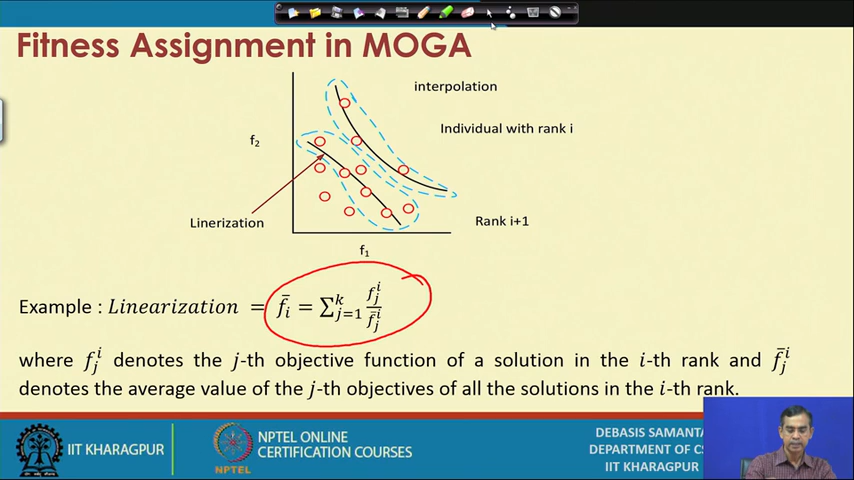 Fitness Assignment in MOGA
interpolation
Individual with rank i
f₂
Linerization
Rank i+1
f₁
Example : Linearization = f̄ᵢ = ∑ᵏⱼ₌₁ fⱼⁱ / f̄ⱼⁱ
where fⱼⁱ denotes the j-th objective function of a solution in the i-th rank and f̄ⱼⁱ
denotes the average value of the j-th objectives of all the solutions in the i-th rank.
IIT KHARAGPUR
NPTEL
NPTEL ONLINE
CERTIFICATION COURSES
DEBASIS SAMANTA
DEPARTMENT OF CS
IIT KHARAGPUR